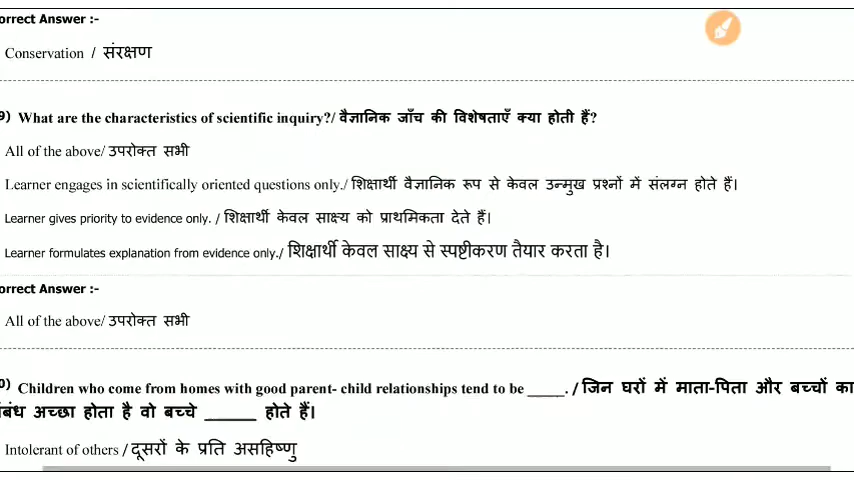 orrect Answer :-
Conservation / संरक्षण
9) What are the characteristics of scientific inquiry?/ वैज्ञानिक जाँच की विशेषताएँ क्या होती हैं?
All of the above/ उपरोक्त सभी
Learner engages in scientifically oriented questions only./ शिक्षार्थी वैज्ञानिक रूप से केवल उन्मुख प्रश्नों में संलग्न होते हैं।
Learner gives priority to evidence only. / शिक्षार्थी केवल साक्ष्य को प्राथमिकता देते हैं।
Learner formulates explanation from evidence only./ शिक्षार्थी केवल साक्ष्य से स्पष्टीकरण तैयार करता है।
orrect Answer :-
All of the above/ उपरोक्त सभी
0) Children who come from homes with good parent- child relationships tend to be _____. / जिन घरों में माता-पिता और बच्चों का
ंबंध अच्छा होता है वो बच्चे ______ होते हैं।
Intolerant of others / दूसरों के प्रति असहिष्णु